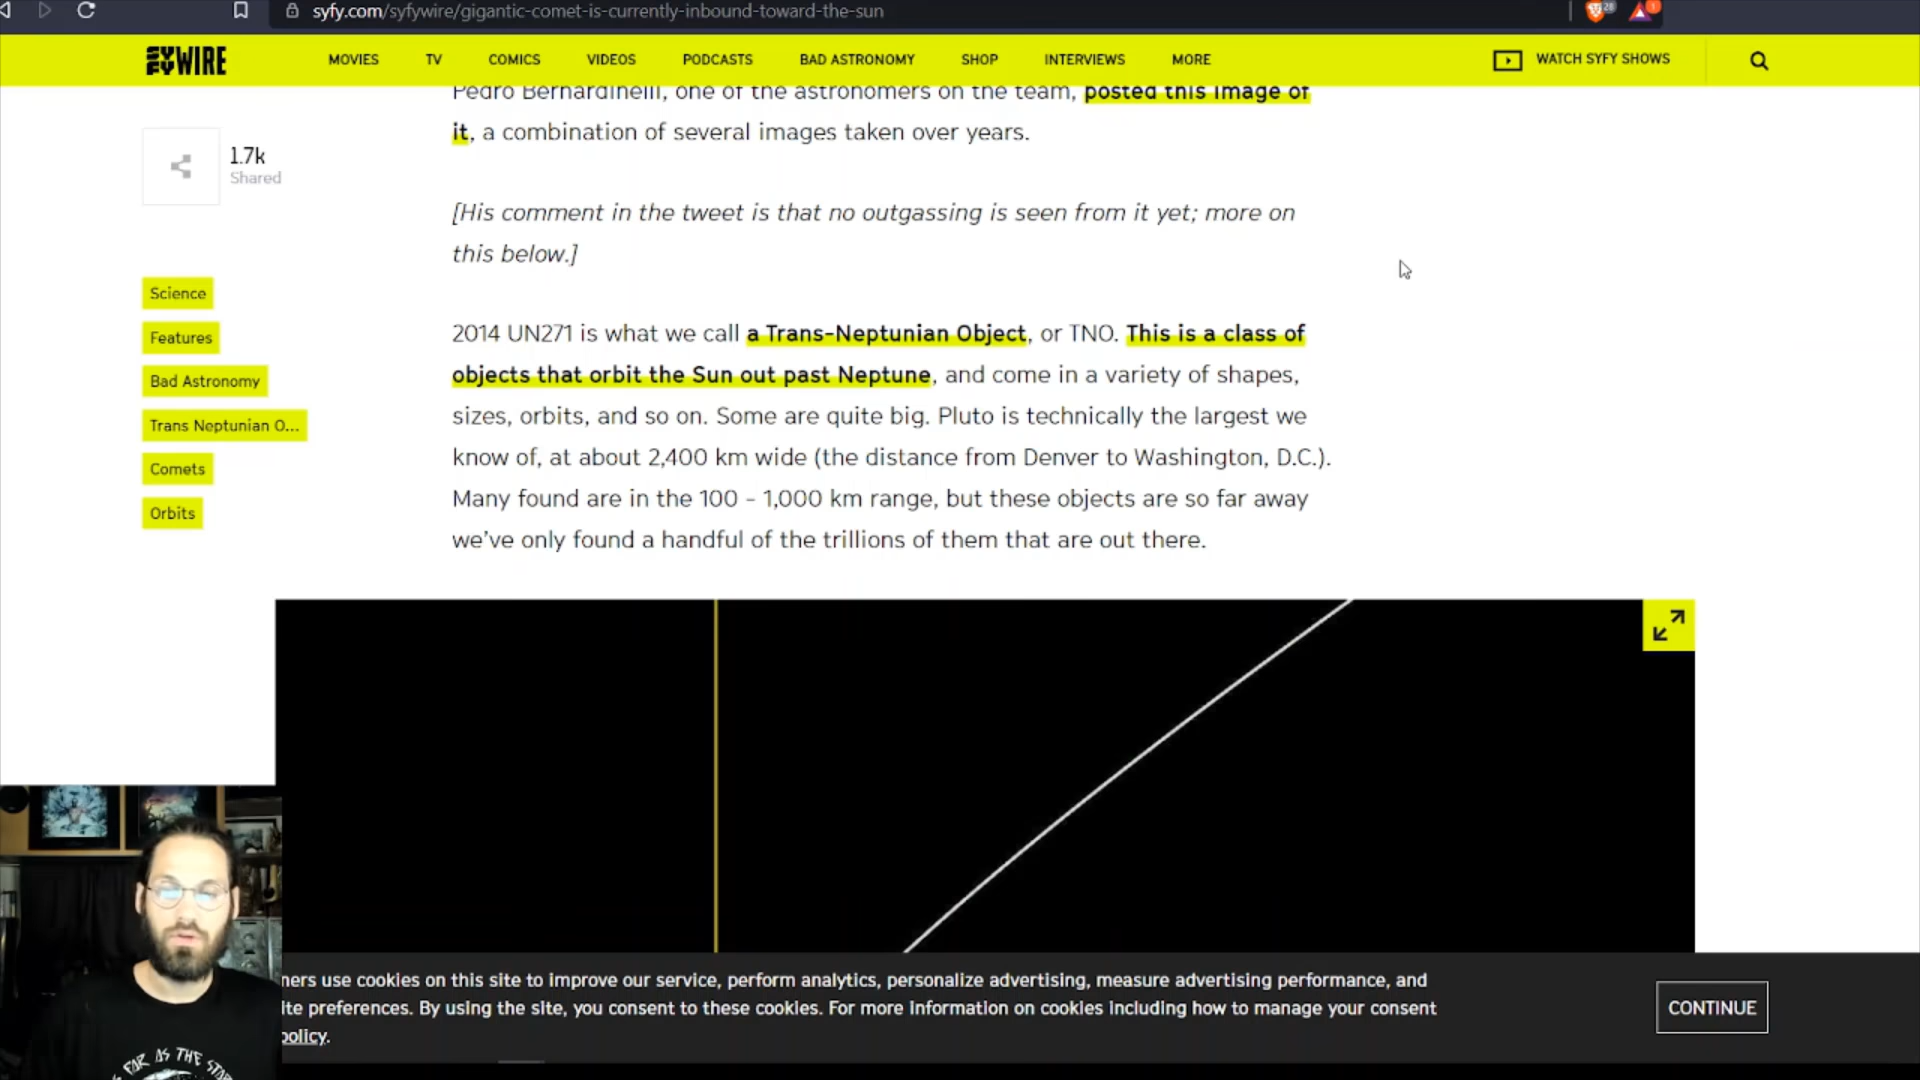 syfy.com/syfywire/gigantic-comet-is-currently-inbound-toward-the-sun
28
1
SYFY WIRE
MOVIES
TV
COMICS
VIDEOS
PODCASTS
BAD ASTRONOMY
SHOP
INTERVIEWS
MORE
WATCH SYFY SHOWS
1.7k
Shared
Science
Features
Bad Astronomy
Trans Neptunian O...
Comets
Orbits
Pedro Bernardinelli, one of the astronomers on the team, posted this image of
it, a combination of several images taken over years.
[His comment in the tweet is that no outgassing is seen from it yet; more on
this below.]
2014 UN271 is what we call a Trans-Neptunian Object, or TNO. This is a class of
objects that orbit the Sun out past Neptune, and come in a variety of shapes,
sizes, orbits, and so on. Some are quite big. Pluto is technically the largest we
know of, at about 2,400 km wide (the distance from Denver to Washington, D.C.).
Many found are in the 100 - 1,000 km range, but these objects are so far away
we've only found a handful of the trillions of them that are out there.
ners use cookies on this site to improve our service, perform analytics, personalize advertising, measure advertising performance, and
ite preferences. By using the site, you consent to these cookies. For more information on cookies including how to manage your consent
policy.
CONTINUE
FAR AS THE